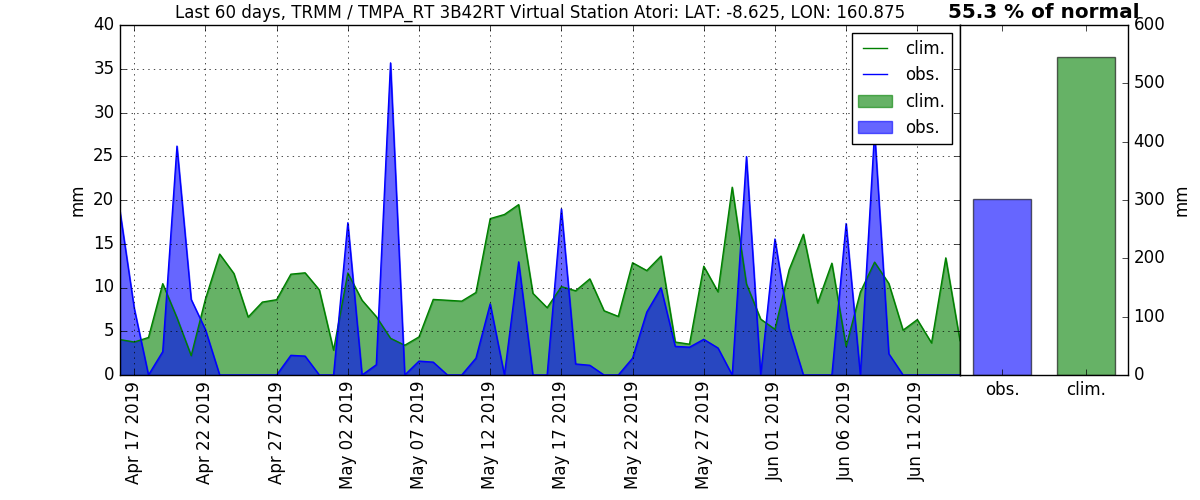 Last 60 days, TRMM / TMPA_RT 3B42RT Virtual Station Atori: LAT: -8.625, LON: 160.875
55.3 % of normal
40
35
30
25
20
15
10
5
0
mm
clim.
obs.
clim.
obs.
600
500
400
300
200
100
0
mm
obs.
clim.
Apr 17 2019
Apr 22 2019
Apr 27 2019
May 02 2019
May 07 2019
May 12 2019
May 17 2019
May 22 2019
May 27 2019
Jun 01 2019
Jun 06 2019
Jun 11 2019